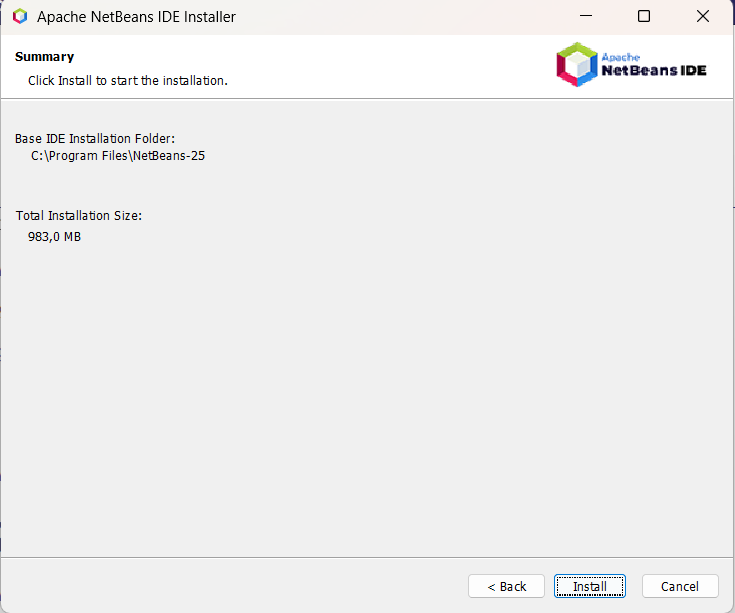 Apache NetBeans IDE Installer
Summary
Click Install to start the installation.
Apache
NetBeans IDE
Base IDE Installation Folder:
C:\Program Files\NetBeans-25
Total Installation Size:
983,0 MB
< Back
Install
Cancel